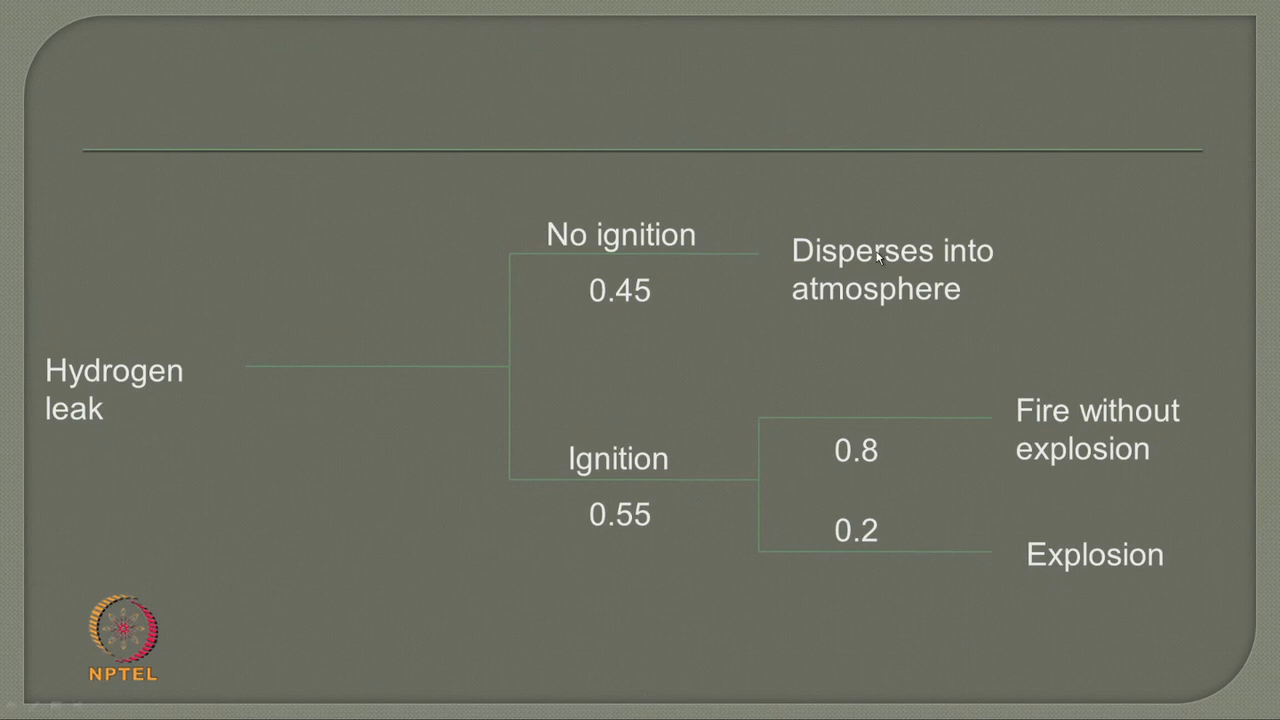 No ignition
0.45
Disperses into
atmosphere
Hydrogen
leak
Ignition
0.55
0.8
0.2
Fire without
explosion
Explosion
NPTEL